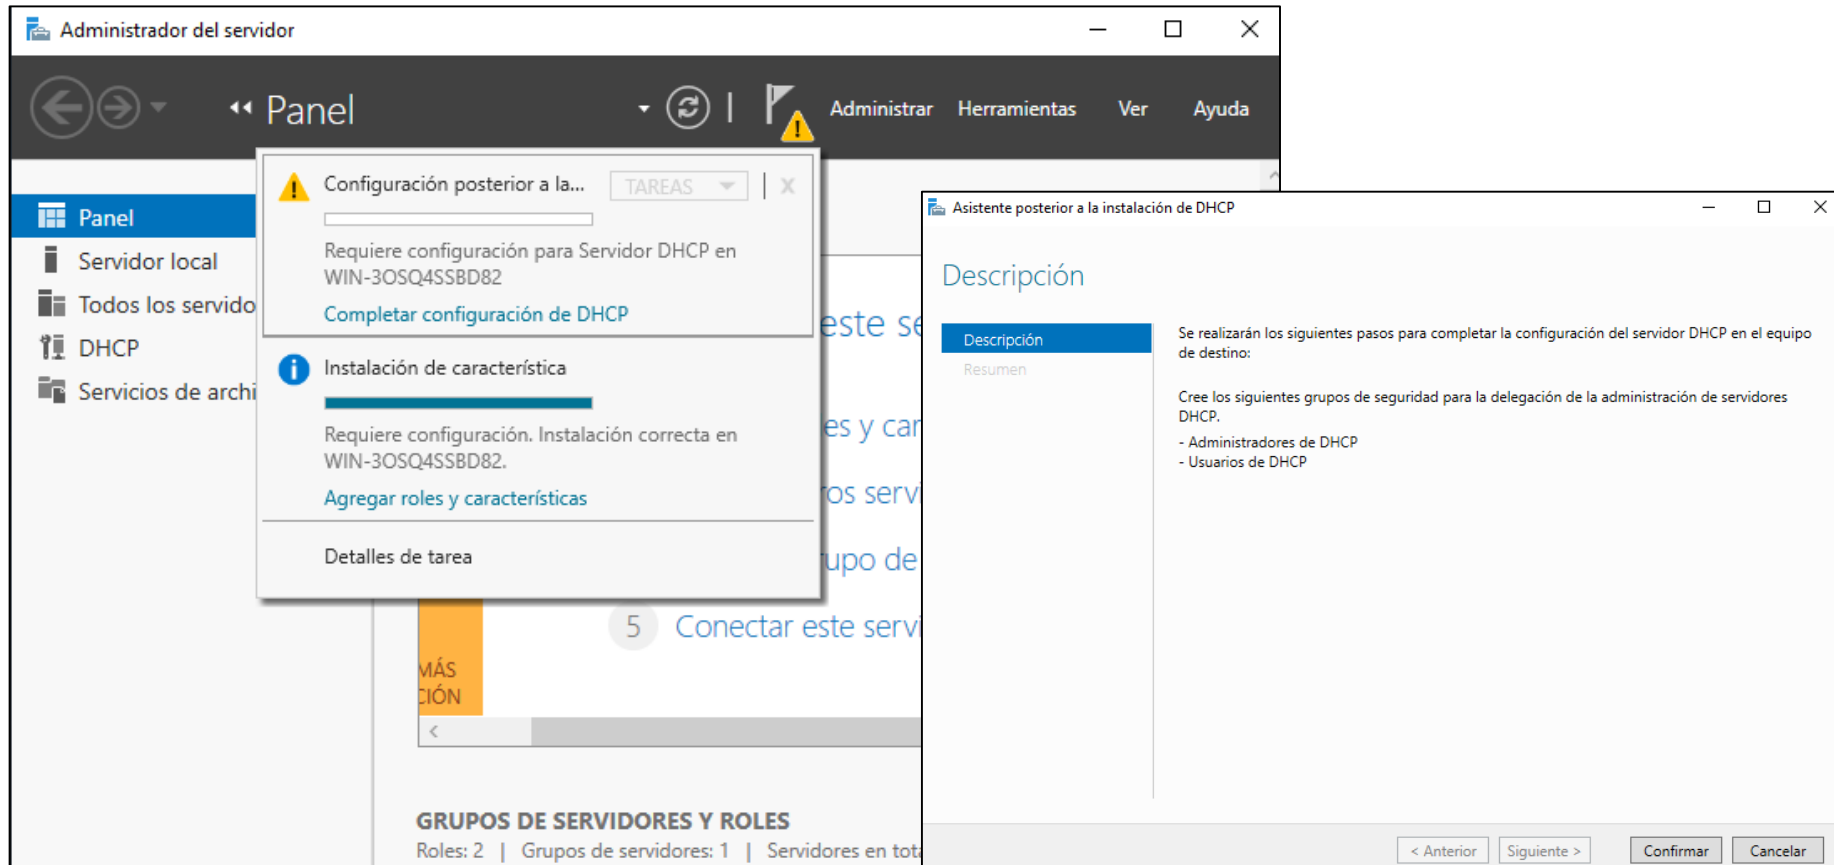 Administrador del servidor
Panel
Administrar Herramientas Ver Ayuda
Configuración posterior a la...
TAREAS
Requiere configuración para Servidor DHCP en
WIN-3OSQ4SSBD82
Completar configuración de DHCP
Instalación de característica
Requiere configuración. Instalación correcta en
WIN-3OSQ4SSBD82.
Agregar roles y características
Detalles de tarea
Panel
Servidor local
Todos los servido
DHCP
Servicios de archi
este se
es y car
ros servi
upo de
5 Conectar este servi
MÁS
CIÓN
GRUPOS DE SERVIDORES Y ROLES
Roles: 2 | Grupos de servidores: 1 | Servidores en tota
Asistente posterior a la instalación de DHCP
Descripción
Descripción
Resumen
Se realizarán los siguientes pasos para completar la configuración del servidor DHCP en el equipo
de destino:
Cree los siguientes grupos de seguridad para la delegación de la administración de servidores
DHCP.
- Administradores de DHCP
- Usuarios de DHCP
< Anterior Siguiente > Confirmar Cancelar